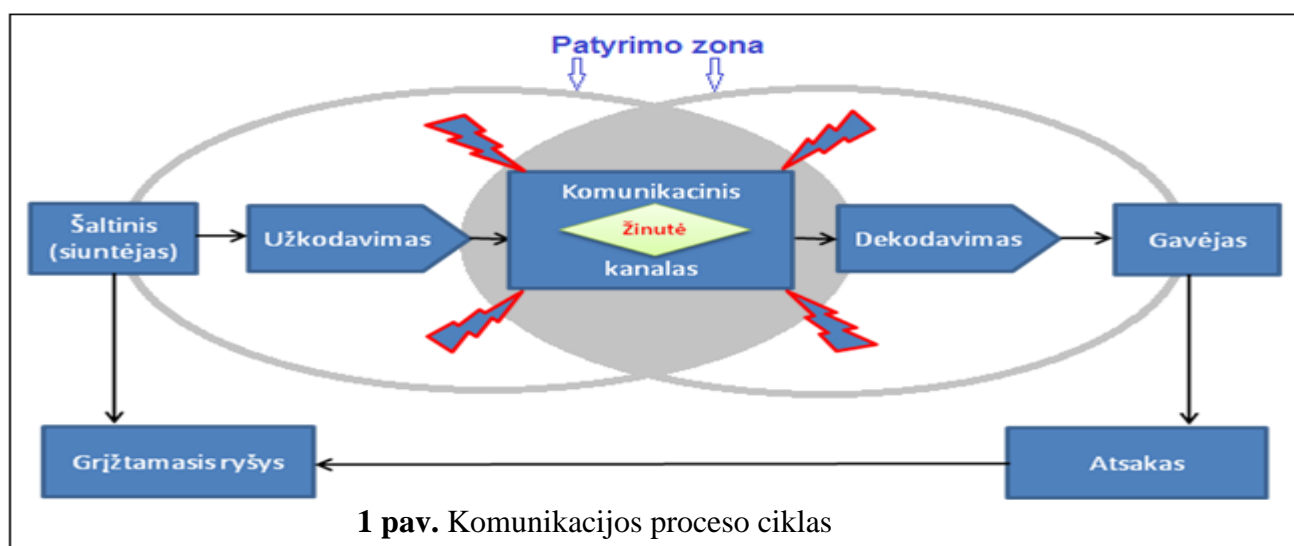 Patyrimo zona
Šaltinis
(siuntėjas)
Užkodavimas
Komunikacinis
Žinutė
kanalas
Dekodavimas
Gavėjas
Grįžtamasis ryšys
Atsakas
1 pav. Komunikacijos proceso ciklas